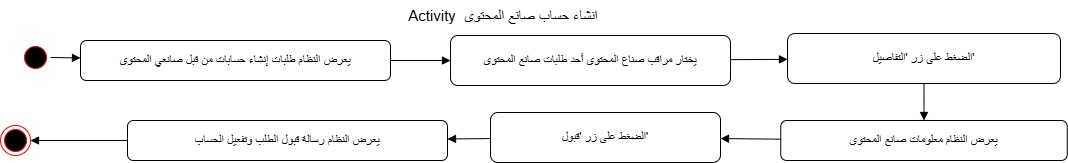 انشاء حساب صانع المحتوى Activity
يعرض النظام طلبات إنشاء حسابات من قبل صانعي المحتوى
يختار مراقب صناع المحتوى أحد طلبات صانع المحتوى
الضغط على زر 'التفاصيل'
يعرض النظام معلومات صانع المحتوى
الضغط على زر 'قبول'
يعرض النظام رسالة قبول الطلب وتفعيل الحساب